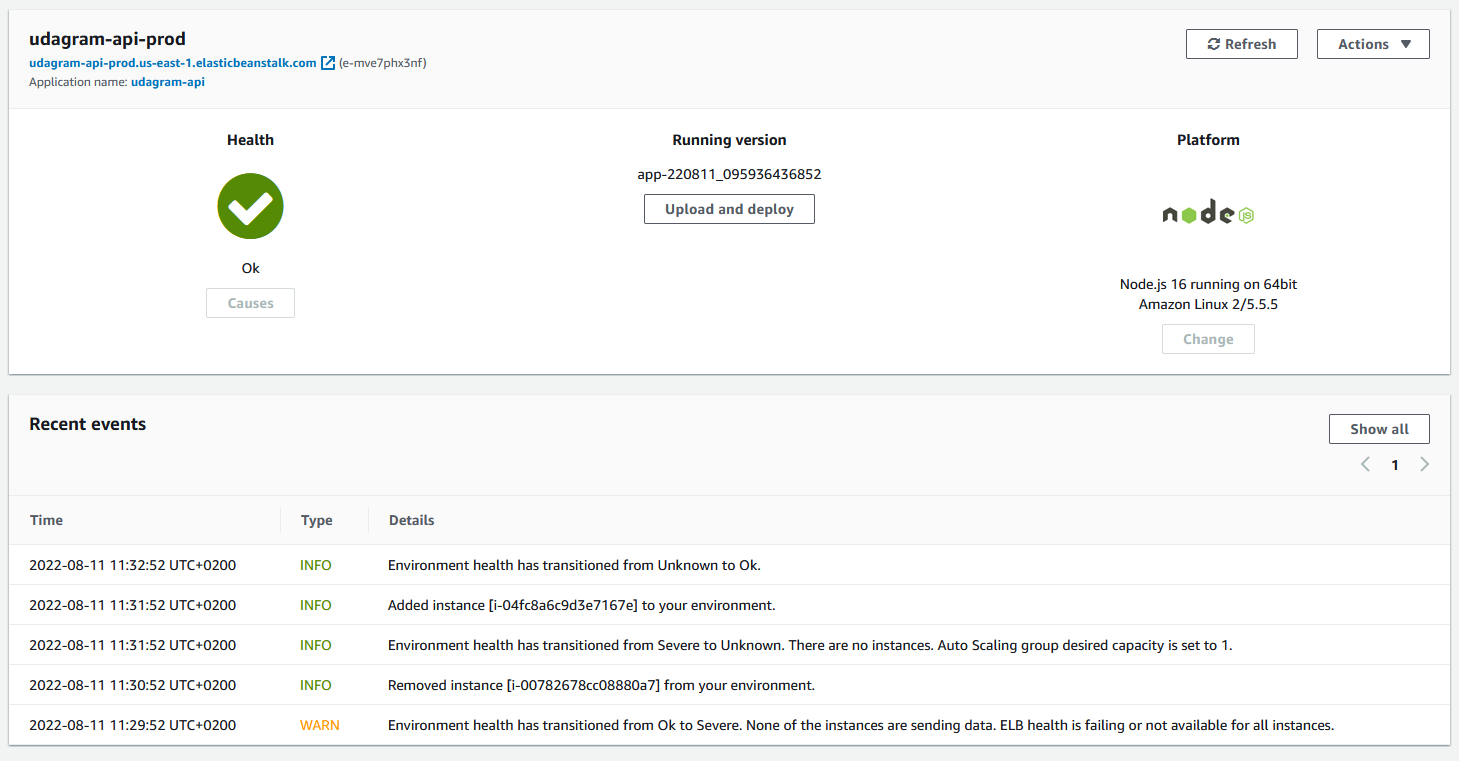 udagram-api-prod
Refresh
Actions
udagram-api-prod.us-east-1.elasticbeanstalk.com (e-mve7phx3nf)
Application name: udagram-api
Health
Running version
Platform
app-220811_095936436852
Upload and deploy
node JS
Ok
Causes
Node.js 16 running on 64bit
Amazon Linux 2/5.5.5
Change
Recent events
Show all
1
Time Type Details
2022-08-11 11:32:52 UTC+0200 INFO Environment health has transitioned from Unknown to Ok.
2022-08-11 11:31:52 UTC+0200 INFO Added instance [i-04fc8a6c9d3e7167e] to your environment.
2022-08-11 11:31:52 UTC+0200 INFO Environment health has transitioned from Severe to Unknown. There are no instances. Auto Scaling group desired capacity is set to 1.
2022-08-11 11:30:52 UTC+0200 INFO Removed instance [i-00782678cc08880a7] from your environment.
2022-08-11 11:29:52 UTC+0200 WARN Environment health has transitioned from Ok to Severe. None of the instances are sending data. ELB health is failing or not available for all instances.